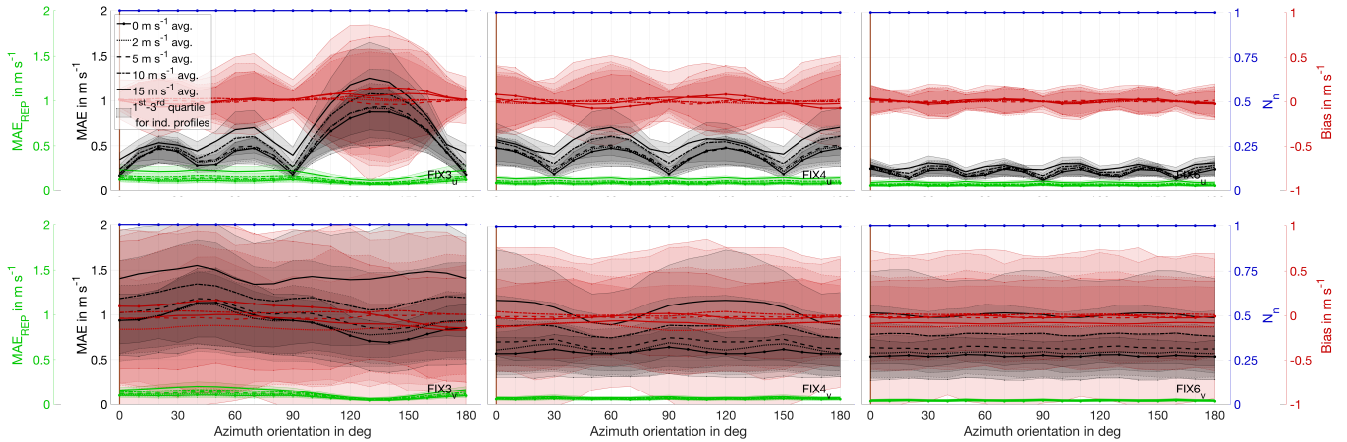 2 2 1 1
0 m s-1 avg.
2 m s-1 avg.
5 m s-1 avg.
10 m s-1 avg.
15 m s-1 avg.
1st-3rd quartile
for ind. profiles
1.5 1.5 0.75 0.5
1 1 0.5 0
0.5 0.5 0.25 -0.5
0 0 0 -1
MAEREP in m s-1
MAE in m s-1
Nn
Bias in m s-1
FIX3u
FIX4u
FIX6u
2 2 1 1
1.5 1.5 0.75 0.5
1 1 0.5 0
0.5 0.5 0.25 -0.5
0 0 0 -1
MAEREP in m s-1
MAE in m s-1
Nn
Bias in m s-1
FIX3v
FIX4v
FIX6v
0 30 60 90 120 150 180
0 30 60 90 120 150 180
0 30 60 90 120 150 180
Azimuth orientation in deg
Azimuth orientation in deg
Azimuth orientation in deg